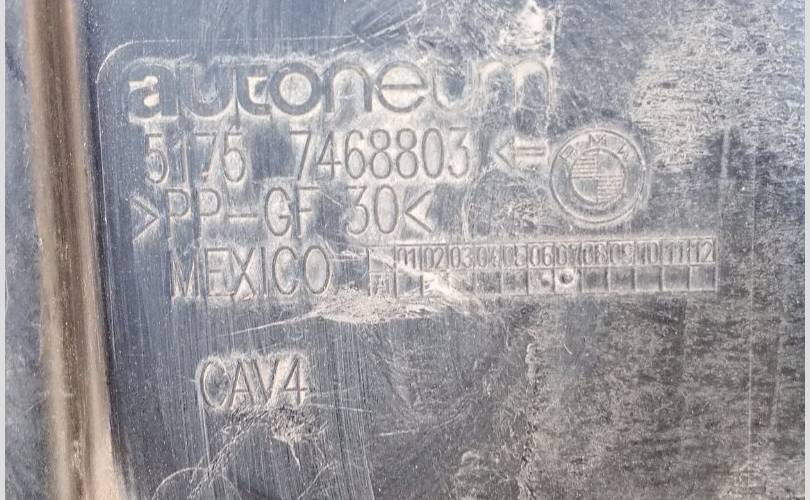 autoneum
5175 7468803 BMW
>PP-GF 30<
MEXICO 01 02 03 04 05 06 07 08 09 10 11 12
CAV4